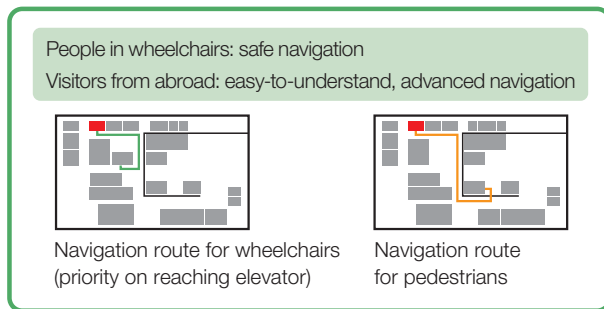 People in wheelchairs: safe navigation
Visitors from abroad: easy-to-understand, advanced navigation
Navigation route for wheelchairs
(priority on reaching elevator)
Navigation route
for pedestrians